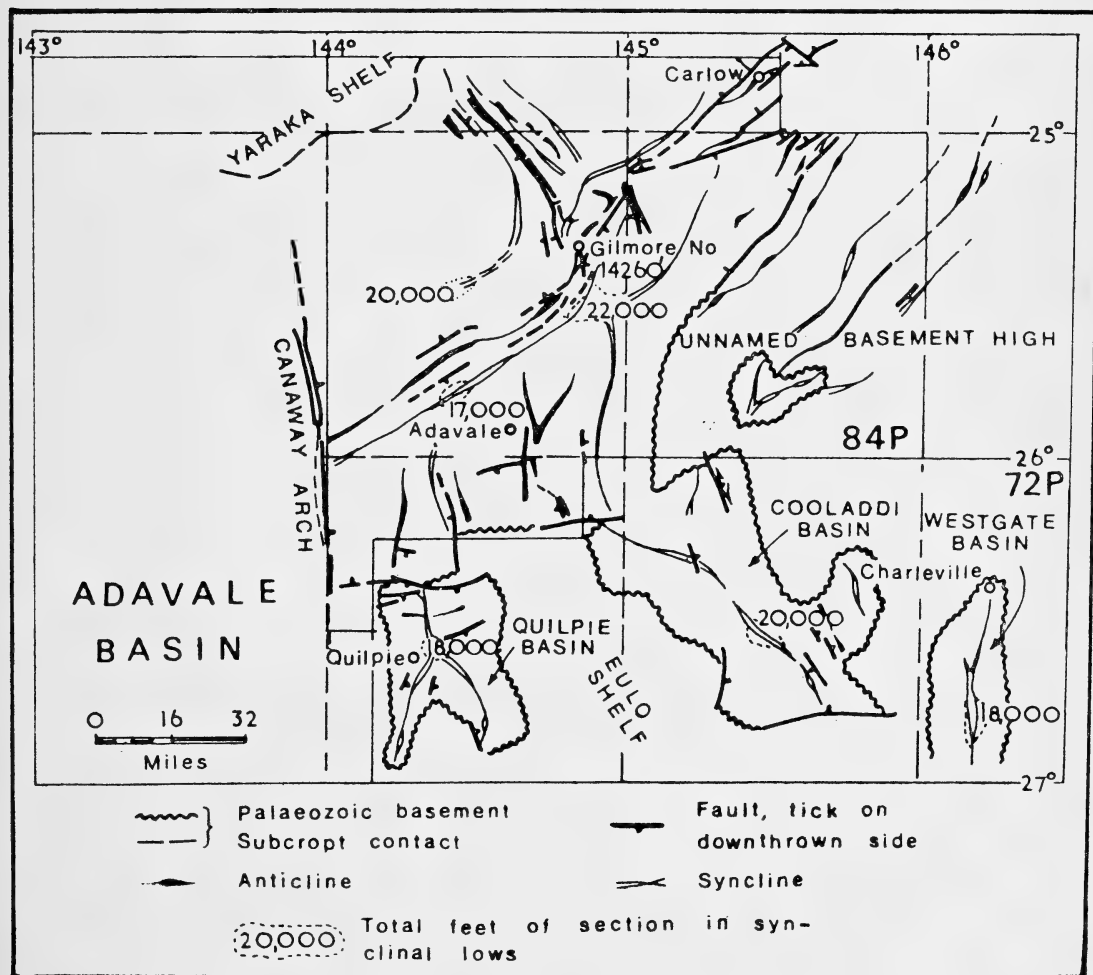 143°
144°
145°
146°
Carlow
YARAKA SHELF
25°
Gilmore No
14260
20,000
22,000
UNNAMED BASEMENT HIGH
CANAWAY ARCH
17,000
Adavale
84P
26°
72P
COOLADDI
BASIN
WESTGATE
BASIN
Charleville
ADAVALE
BASIN
20,000
QUILPIE
BASIN
Quilpie
8,000
EULO
SHELF
18,000
0 16 32
Miles
27°
Palaeozoic basement
Subcropt contact
Anticline
Fault, tick on
downthrown side
Syncline
20,000
Total feet of section in syn-
clinal lows